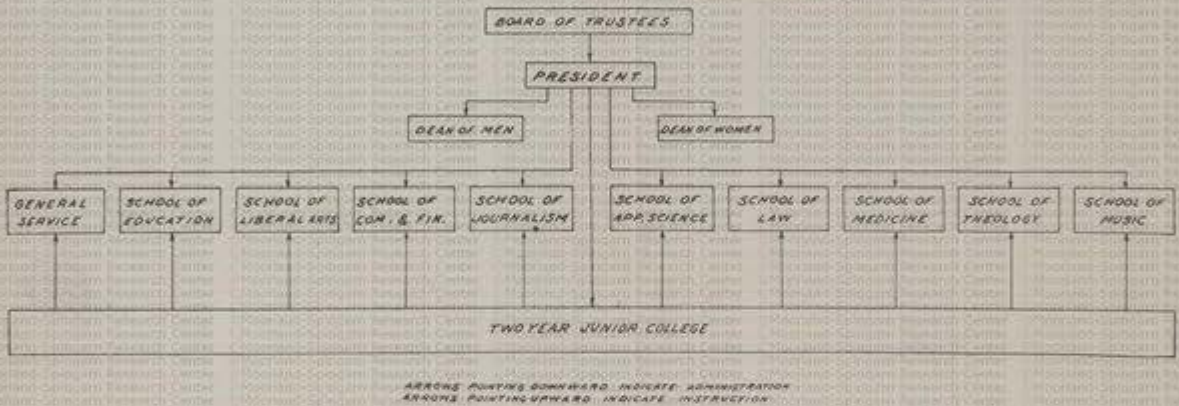 BOARD OF TRUSTEES
PRESIDENT
DEAN OF MEN
DEAN OF WOMEN
GENERAL
SERVICE
SCHOOL OF
EDUCATION
SCHOOL OF
LIBERAL ARTS
SCHOOL OF
COM. & FIN.
SCHOOL OF
JOURNALISM
SCHOOL OF
APP. SCIENCE
SCHOOL OF
LAW
SCHOOL OF
MEDICINE
SCHOOL OF
THEOLOGY
SCHOOL OF
MUSIC
TWO YEAR JUNIOR COLLEGE
ARROWS POINTING DOWNWARD INDICATE ADMINISTRATION
ARROWS POINTING UPWARD INDICATE INSTRUCTION